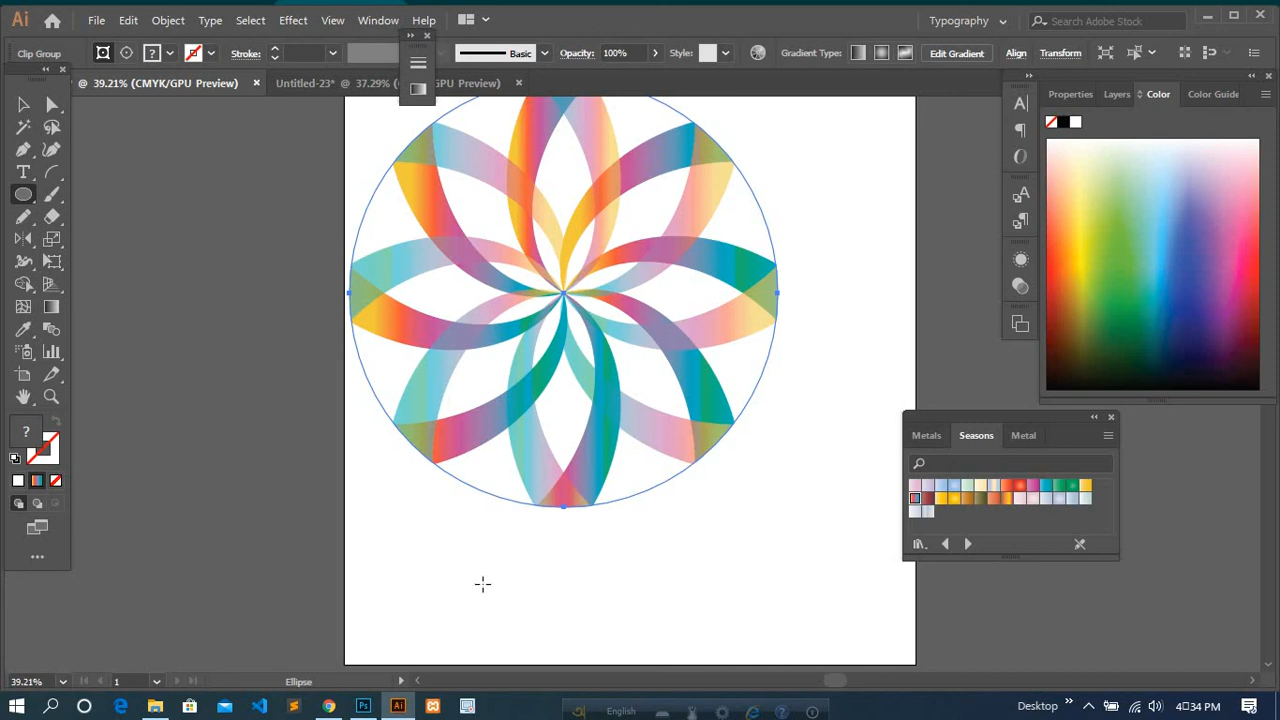 Ai File Edit Object Type Select Effect View Window Help Typography Search Adobe Stock
Clip Group ? Stroke: Basic Opacity: 100% Style: Gradient Type: Edit Gradient Align Transform
@ 39.21% (CMYK/GPU Preview) × Untitled-23* @ 37.29% (C GPU Preview) ×
Properties Layers Color Color Guide
?
Metals Seasons Metal
39.21% 1 Ellipse
Ps Ai English Desktop 4:34 PM